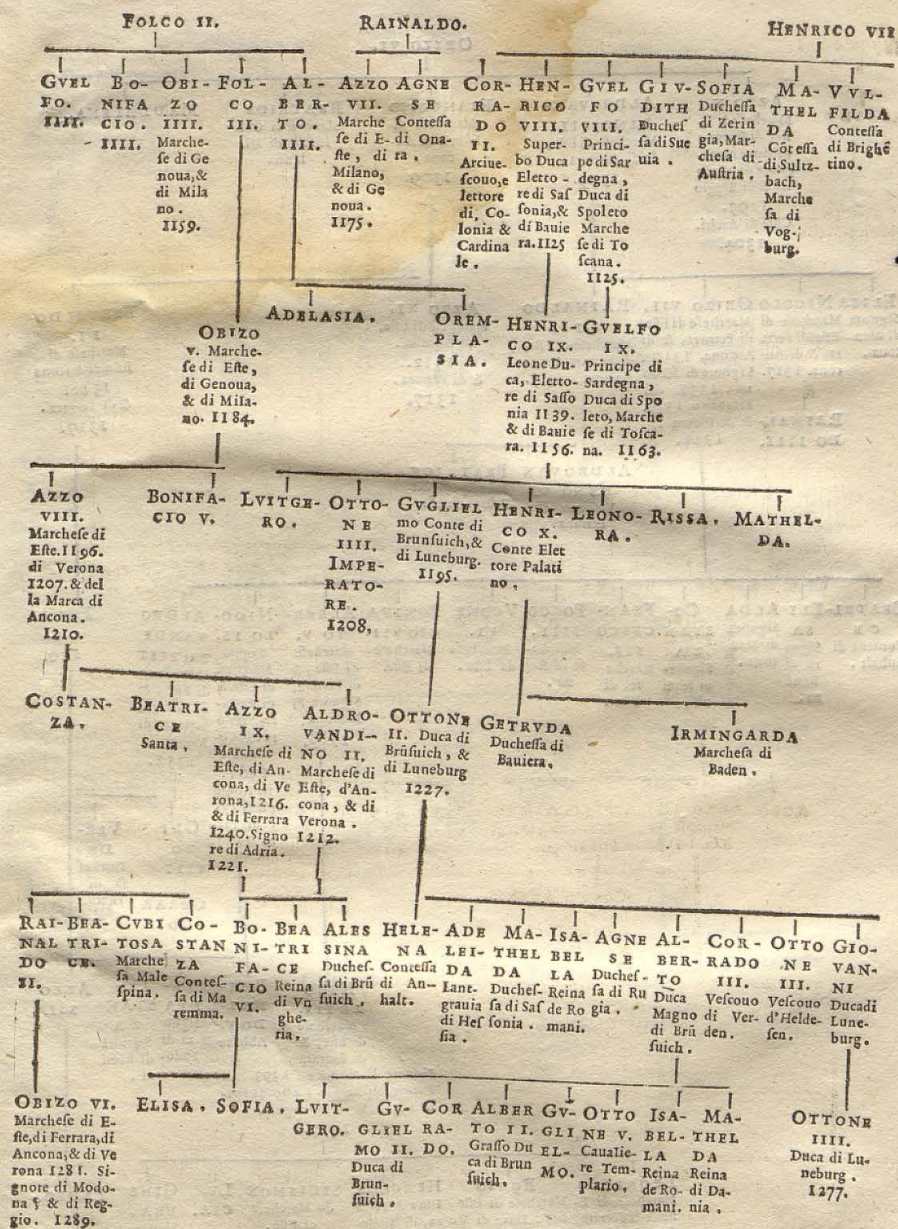 FOLCO II.
RAINALDO.
HENRICO VII
GVEL
FO.
IIII.
BO-
NIFA
CIO.
IIII.
OBI-
ZO
IIII.
Marche-
se di Ge
noua,&
di Mila
no.
1159.
FOL-
CO
III.
AL-
BER-
TO.
IIII.
AZZO
VII.
Marche
se di E-
ste,
Milano,
& di Ge
noua.
1175.
AGNE
SE
Contessa
di Ona-
ra.
COR-
RA-
DO
II.
Arciue-
scouo,e
lettore
di, Co-
lonia &
Cardina
le.
HEN-
RICO
VIII.
Super-
bo Duca
Eletto-
re di Sas
sonia,&
di Bauie
ra.1125
GVEL
FO
VIII.
Princi-
pe di Sar
degna,
Duca di
Spoleto
Marche
se di To
scana.
1125.
GIV-
DITH
Duches
sa di Sue
uia.
SOFIA
Duchessa
di Zerin
gia,Mar-
chesa di
Austria.
MA-
THEL
DA
Cōtessa
di Sultz-
bach,
Marche
sa di
Vog-
burg.
VVL-
FILDA
Contessa
di Brighē
tino.
ADELASIA.
OREM-
PLA-
SIA.
OBIZO
v. Marche-
se di Este,
di Genoua,
& di Mila-
no. 1184.
HENRI-
CO IX.
Leone Du-
ca, Eletto-
re di Sasso
nia 1139.
& di Bauie
ra. 1156.
GVELFO
IX.
Principe di
Sardegna,
Duca di Spo
leto, Marche
se di Tosca-
na. 1163.
AZZO
VIII.
Marchese di
Este.1196.
di Verona
1207.& del
la Marca di
Ancona.
1210.
BONIFA-
CIO V.
LVITGE-
RO.
OTTO-
NE
IIII.
IMPE-
RATO-
RE.
1208,
GVGLIEL
mo Conte di
Brunsuich,&
di Luneburg.
1195.
HENRI-
CO X.
Conte Elet
tore Palati
no.
LEONO-
RA.
RISSA.
MATHEL-
DA.
COSTAN-
ZA.
BEATRI-
CE
Santa.
AZZO
IX.
Marchese di
Este, di An-
cona, di Ve
rona,1216.
& di Ferrara
1240.Signo
re di Adria.
1221.
ALDRO-
VANDI-
NO II.
Marchese di
Este, d'An-
cona, & di
Verona.
1212.
OTTONE
II. Duca di
Brūsuich, &
di Luneburg
1227.
GETRVDA
Duchessa di
Bauiera.
IRMINGARDA
Marchesa di
Baden.
RAI-
NAL
DO
II.
BEA-
TRI-
CE.
CVBI
TOSA
Marche
sa Male
spina.
CO-
STAN
ZA
Contes-
sa di Ma
remma.
BO-
NI-
FA-
CIO
VI.
BEA
TRI
CE
Reina
di Vn
ghe-
ria.
ALES
SINA
Duches-
sa di Brū
suich.
HELE-
NA
Contessa
di An-
halt.
ADE
LEI-
DA
Lant-
grauia
di Hes
sia.
MA-
THEL
DA
Duches-
sa di Sas
sonia.
ISA-
BEL
LA
Reina
de Ro
mani.
AGNE
SE
Duches-
sa di Ru
gia.
AL-
BER-
TO
Duca
Magno
di Brū
suich.
COR-
RADO
III.
Vescouo
di Ver-
den.
OTTO
NE
III.
Vescouo
d'Helde-
sen.
GIO-
VAN-
NI
Duca di
Lune-
burg.
OBIZO VI.
Marchese di E-
ste,di Ferrara,di
Ancona,& di Ve
rona 1281. Si-
gnore di Modo-
na & di Reg-
gio. 1289.
ELISA.
SOFIA.
LVIT-
GERO.
GV-
GLIEL
MO II.
Duca di
Brun-
suich.
COR
RA-
DO.
ALBER
TO II.
Grasso Du
ca di Brun
suich.
GV-
GLI
EL-
MO.
OTTO
NE V.
Caualie-
re Tem-
plario.
ISA-
BEL-
LA
Reina
de Ro-
mani.
MA-
THEL
DA
Reina
di Da-
nia.
OTTONE
IIII.
Duca di Lu-
neburg.
1277.